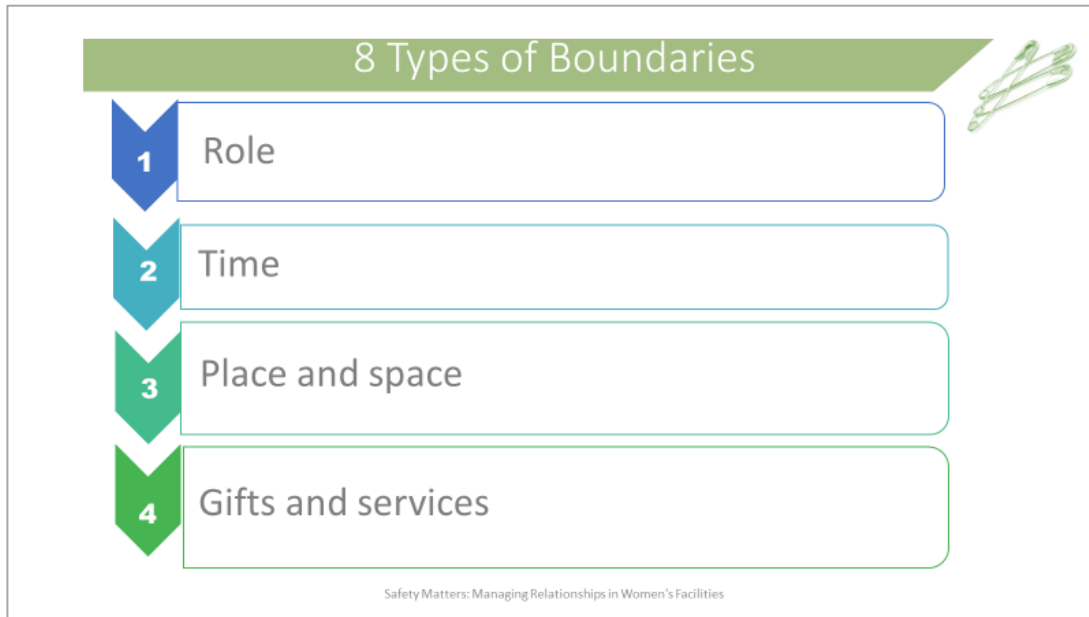 8 Types of Boundaries
1
Role
2
Time
3
Place and space
4
Gifts and services
Safety Matters: Managing Relationships in Women's Facilities